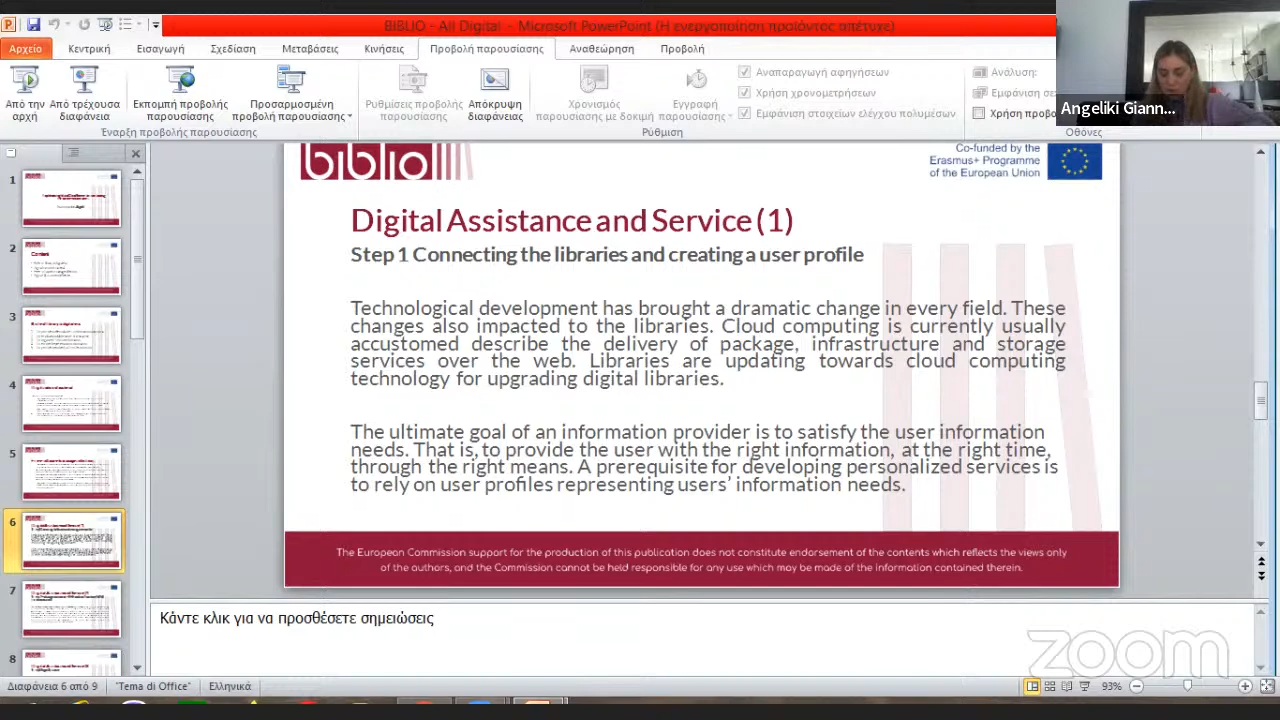 BIBLIO - All Digital - Microsoft PowerPoint (Η ενεργοποίηση προϊόντος απέτυχε)
Αρχείο Κεντρική Εισαγωγή Σχεδίαση Μεταβάσεις Κινήσεις Προβολή παρουσίασης Αναθεώρηση Προβολή
Από την αρχή
Από τρέχουσα διαφάνεια
Εκπομπή προβολής παρουσίασης
Προσαρμοσμένη προβολή παρουσίασης
Έναρξη προβολής παρουσίασης
Ρυθμίσεις προβολής παρουσίασης
Απόκρυψη διαφάνειας
Χρονισμός παρουσίασης με δοκιμή
Εγγραφή παρουσίασης
Αναπαραγωγή αφηγήσεων
Χρήση χρονομετρήσεων
Εμφάνιση στοιχείων ελέγχου πολυμέσων
Ρύθμιση
Ανάλυση:
Εμφάνιση σε
Χρήση προβο
Οθόνες
Angeliki Giann...
1
2
3
4
5
6
7
8
biblio
Co-funded by the
Erasmus+ Programme
of the European Union
Digital Assistance and Service (1)
Step 1 Connecting the libraries and creating a user profile
Technological development has brought a dramatic change in every field. These
changes also impacted to the libraries. Cloud computing is currently usually
accustomed describe the delivery of package, infrastructure and storage
services over the web. Libraries are updating towards cloud computing
technology for upgrading digital libraries.
The ultimate goal of an information provider is to satisfy the user information
needs. That is, to provide the user with the right information, at the right time,
through the right means. A prerequisite for developing personalized services is
to rely on user profiles representing users’ information needs.
The European Commission support for the production of this publication does not constitute endorsement of the contents which reflects the views only
of the authors, and the Commission cannot be held responsible for any use which may be made of the information contained therein.
Κάντε κλικ για να προσθέσετε σημειώσεις
zoom
Διαφάνεια 6 από 9 "Tema di Office" Ελληνικά 93%